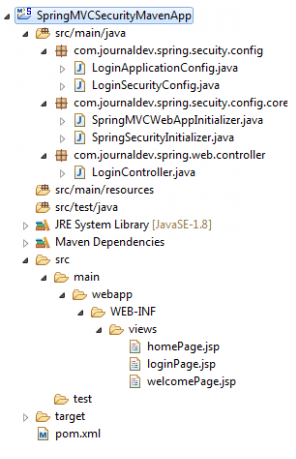 SpringMVCSecurityMavenApp
src/main/java
com.journaldev.spring.secuity.config
LoginApplicationConfig.java
LoginSecurityConfig.java
com.journaldev.spring.secuity.config.core
SpringMVCWebAppInitializer.java
SpringSecurityInitializer.java
com.journaldev.spring.web.controller
LoginController.java
src/main/resources
src/test/java
JRE System Library [JavaSE-1.8]
Maven Dependencies
src
main
webapp
WEB-INF
views
homePage.jsp
loginPage.jsp
welcomePage.jsp
test
target
pom.xml